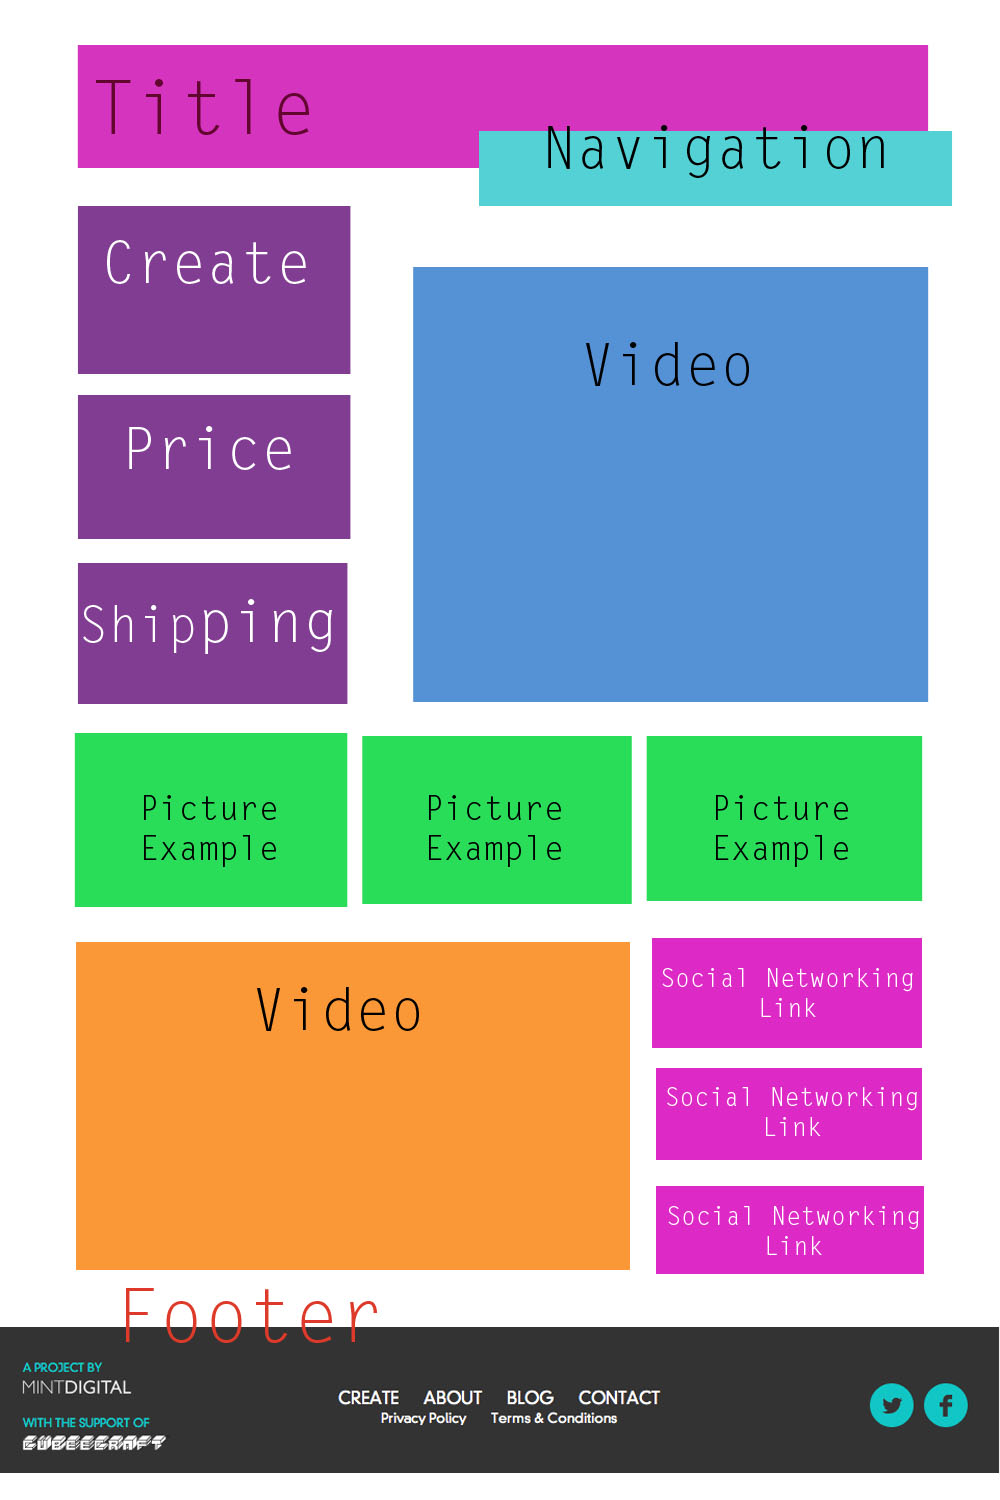 Title
Navigation
Create
Video
Price
Shipping
Picture
Example
Picture
Example
Picture
Example
Video
Social Networking
Link
Social Networking
Link
Social Networking
Link
Footer
A PROJECT BY
MINTDIGITAL
WITH THE SUPPORT OF
CUBEECRAFT
CREATE ABOUT BLOG CONTACT
Privacy Policy Terms & Conditions